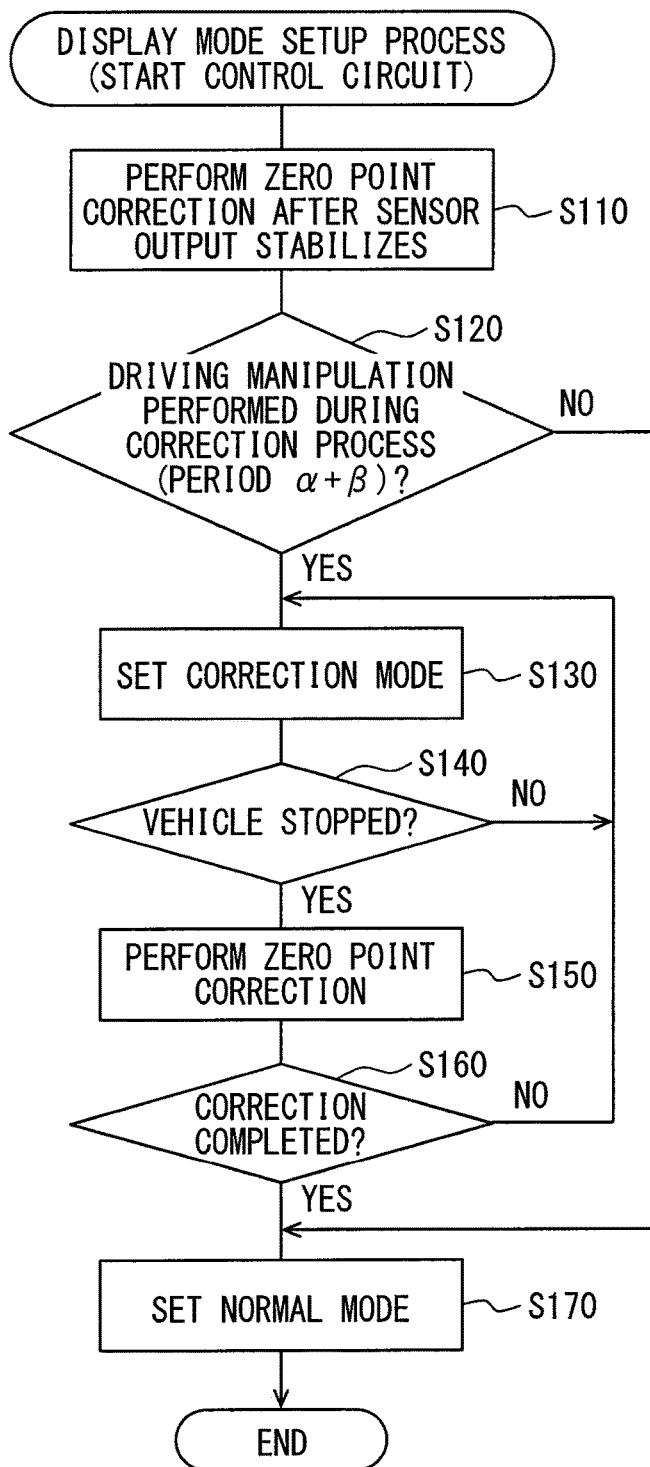 DISPLAY MODE SETUP PROCESS
(START CONTROL CIRCUIT)
PERFORM ZERO POINT
CORRECTION AFTER SENSOR
OUTPUT STABILIZES
S110
S120
DRIVING MANIPULATION
PERFORMED DURING
CORRECTION PROCESS
(PERIOD α+β)?
NO
YES
SET CORRECTION MODE
S130
S140
VEHICLE STOPPED?
NO
YES
PERFORM ZERO POINT
CORRECTION
S150
S160
CORRECTION
COMPLETED?
NO
YES
SET NORMAL MODE
S170
END